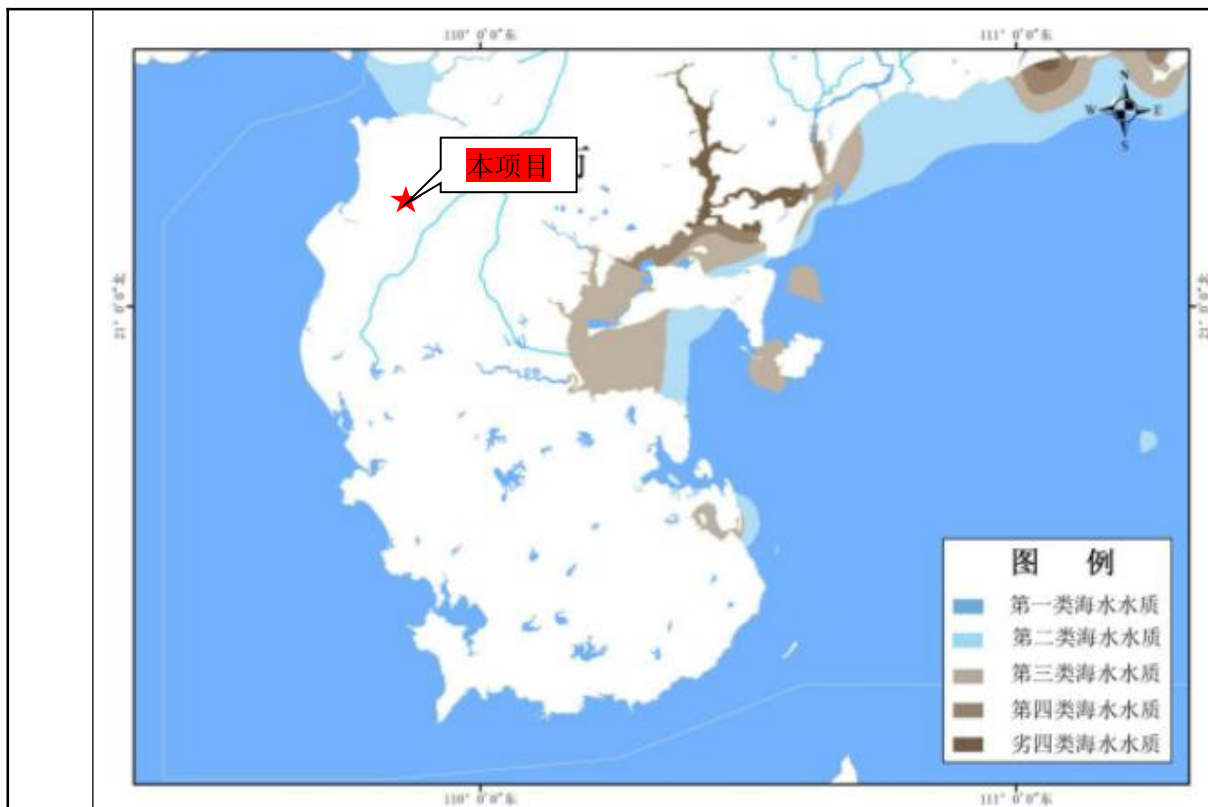 110° 0′0″东
111° 0′0″东
N
W
E
S
本项目
21° 0′0″北
21° 0′0″北
图 例
第一类海水水质
第二类海水水质
第三类海水水质
第四类海水水质
劣四类海水水质
110° 0′0″东
111° 0′0″东